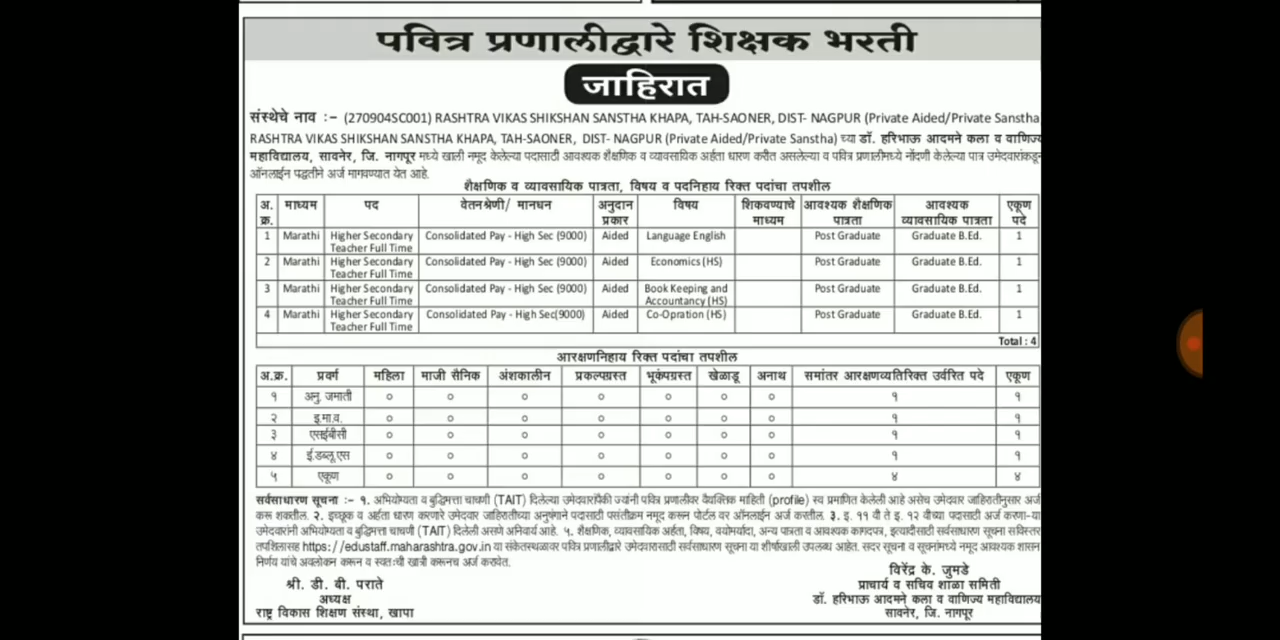 पवित्र प्रणालीद्वारे शिक्षक भरती
जाहिरात
संस्थेचे नाव :- (270904SC001) RASHTRA VIKAS SHIKSHAN SANSTHA KHAPA, TAH-SAONER, DIST- NAGPUR (Private Aided/Private Sanstha
RASHTRA VIKAS SHIKSHAN SANSTHA KHAPA, TAH-SAONER, DIST- NAGPUR (Private Aided/Private Sanstha) च्या डॉ. हरिभाऊ आदमने कला व वाणिज्य
महाविद्यालय, सावनेर, जि. नागपूर मध्ये खाली नमूद केलेल्या पदासाठी आवश्यक शैक्षणिक व व्यावसायिक अर्हता धारण करीत असलेल्या व पवित्र प्रणालीमध्ये नोंदणी केलेल्या पात्र उमेदवारांकडून
ऑनलाईन पद्धतीने अर्ज मागवण्यात येत आहे.
शैक्षणिक व व्यावसायिक पात्रता, विषय व पदनिहाय रिक्त पदांचा तपशील
अ. क्र. माध्यम पद वेतनश्रेणी/ मानधन अनुदान प्रकार विषय शिकवण्याचे माध्यम आवश्यक शैक्षणिक पात्रता आवश्यक व्यावसायिक पात्रता एकूण पदे
1 Marathi Higher Secondary Teacher Full Time Consolidated Pay - High Sec (9000) Aided Language English Post Graduate Graduate B.Ed. 1
2 Marathi Higher Secondary Teacher Full Time Consolidated Pay - High Sec (9000) Aided Economics (HS) Post Graduate Graduate B.Ed. 1
3 Marathi Higher Secondary Teacher Full Time Consolidated Pay - High Sec (9000) Aided Book Keeping and Accountancy (HS) Post Graduate Graduate B.Ed. 1
4 Marathi Higher Secondary Teacher Full Time Consolidated Pay - High Sec(9000) Aided Co-Opration (HS) Post Graduate Graduate B.Ed. 1
Total : 4
आरक्षणनिहाय रिक्त पदांचा तपशील
अ.क्र. प्रवर्ग महिला माजी सैनिक अंशकालीन प्रकल्पग्रस्त भूकंपग्रस्त खेळाडू अनाथ समांतर आरक्षणव्यतिरिक्त उर्वरित पदे एकूण
१ अनु. जमाती ० ० ० ० ० ० ० १ १
२ इ.मा.व. ० ० ० ० ० ० ० १ १
३ एसईबीसी ० ० ० ० ० ० ० १ १
४ ई.डब्लू.एस ० ० ० ० ० ० ० १ १
५ एकूण ० ० ० ० ० ० ० ४ ४
सर्वसाधारण सूचना :- १. अभियोग्यता व बुद्धिमत्ता चाचणी (TAIT) दिलेल्या उमेदवारांपैकी ज्यांनी पवित्र प्रणालीवर वैयक्तिक माहिती (profile) स्व प्रमाणित केलेली आहे असेच उमेदवार जाहिरातीनुसार अर्ज
करू शकतील. २. इच्छूक व अर्हता धारण करणारे उमेदवार जाहिरातीच्या अनुषंगाने पदासाठी पसंतीक्रम नमूद करून पोर्टल वर ऑनलाईन अर्ज करतील. ३. इ. ११ वी ते इ. १२ वीच्या पदासाठी अर्ज करणा-या
उमेदवारांनी अभियोग्यता व बुद्धिमत्ता चाचणी (TAIT) दिलेली असणे अनिवार्य आहे. ५. शैक्षणिक, व्यावसायिक अर्हता, विषय, वयोमर्यादा, अन्य पात्रता व आवश्यक कागदपत्र, इत्यादीसाठी सर्वसाधारण सूचना सविस्तर
तपशिलासह https://edustaff.maharashtra.gov.in या संकेतस्थळावर पवित्र प्रणालीद्वारे उमेदवारासाठी सर्वसाधारण सूचना या शीर्षाखाली उपलब्ध आहेत. सदर सूचना व सूचनांमध्ये नमूद आवश्यक शासन
निर्णय यांचे अवलोकन करून व स्वतःची खात्री करूनच अर्ज करावेत.
श्री. डी. बी. पराते
अध्यक्ष
राष्ट्र विकास शिक्षण संस्था, खापा
विरेंद्र के. जुमडे
प्राचार्य व सचिव शाळा समिती
डॉ. हरिभाऊ आदमने कला व वाणिज्य महाविद्यालय
सावनेर, जि. नागपूर